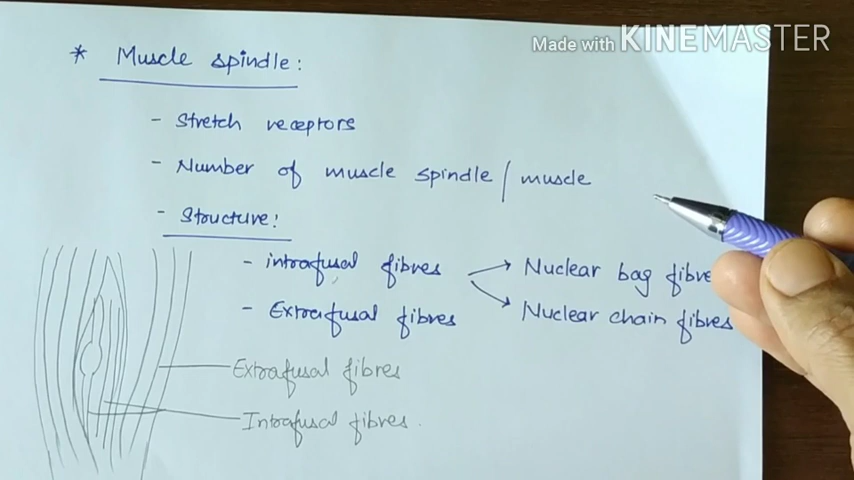 Made with KINEMASTER
* Muscle spindle:
- Stretch receptors
- Number of muscle spindle / muscle
- Structure:
- intrafusal fibres → Nuclear bag fibre
- Extrafusal fibres → Nuclear chain fibres
Extrafusal fibres
Intrafusal fibres.